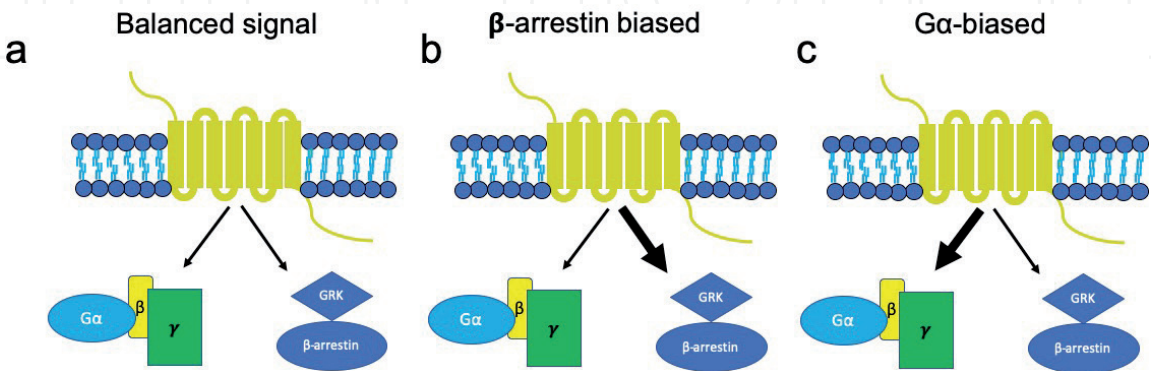 Balanced signal
β-arrestin biased
Gα-biased
a
b
c
Gα
β
γ
GRK
β-arrestin
Gα
β
γ
GRK
β-arrestin
Gα
β
γ
GRK
β-arrestin